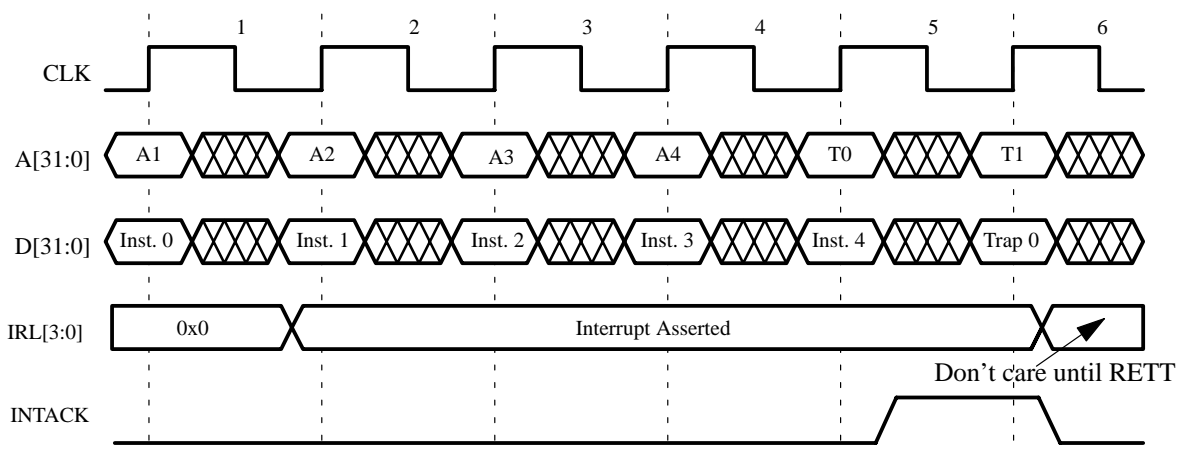 1 2 3 4 5 6
CLK
A[31:0] A1 A2 A3 A4 T0 T1
D[31:0] Inst. 0 Inst. 1 Inst. 2 Inst. 3 Inst. 4 Trap 0
IRL[3:0] 0x0 Interrupt Asserted
Don't care until RETT
INTACK